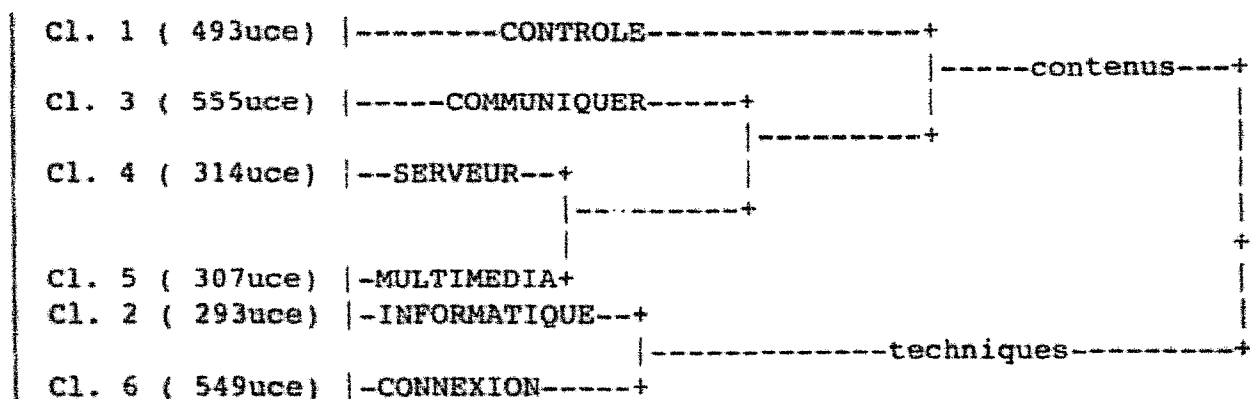 Cl. 1 ( 493uce) |--------CONTROLE---------------+
|-----contenus---+
Cl. 3 ( 555uce) |-----COMMUNIQUER-----+ | |
|----------+ |
Cl. 4 ( 314uce) |--SERVEUR--+ | |
|----------+ |
| +
Cl. 5 ( 307uce) |-MULTIMEDIA+ |
Cl. 2 ( 293uce) |-INFORMATIQUE--+ |
|-------------techniques---------+
Cl. 6 ( 549uce) |-CONNEXION-----+